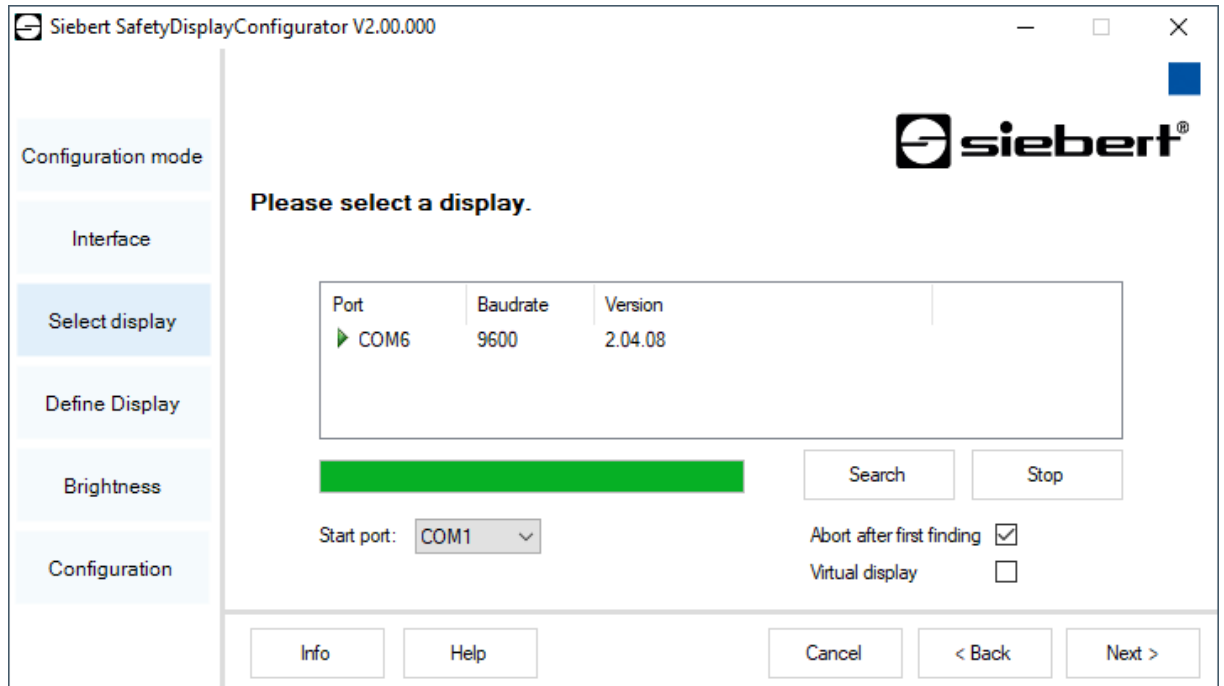 Siebert SafetyDisplayConfigurator V2.00.000
siebert®
Configuration mode
Interface
Select display
Define Display
Brightness
Configuration
Please select a display.
Port Baudrate Version
COM6 9600 2.04.08
Search Stop
Start port: COM1
Abort after first finding
Virtual display
Info Help Cancel < Back Next >